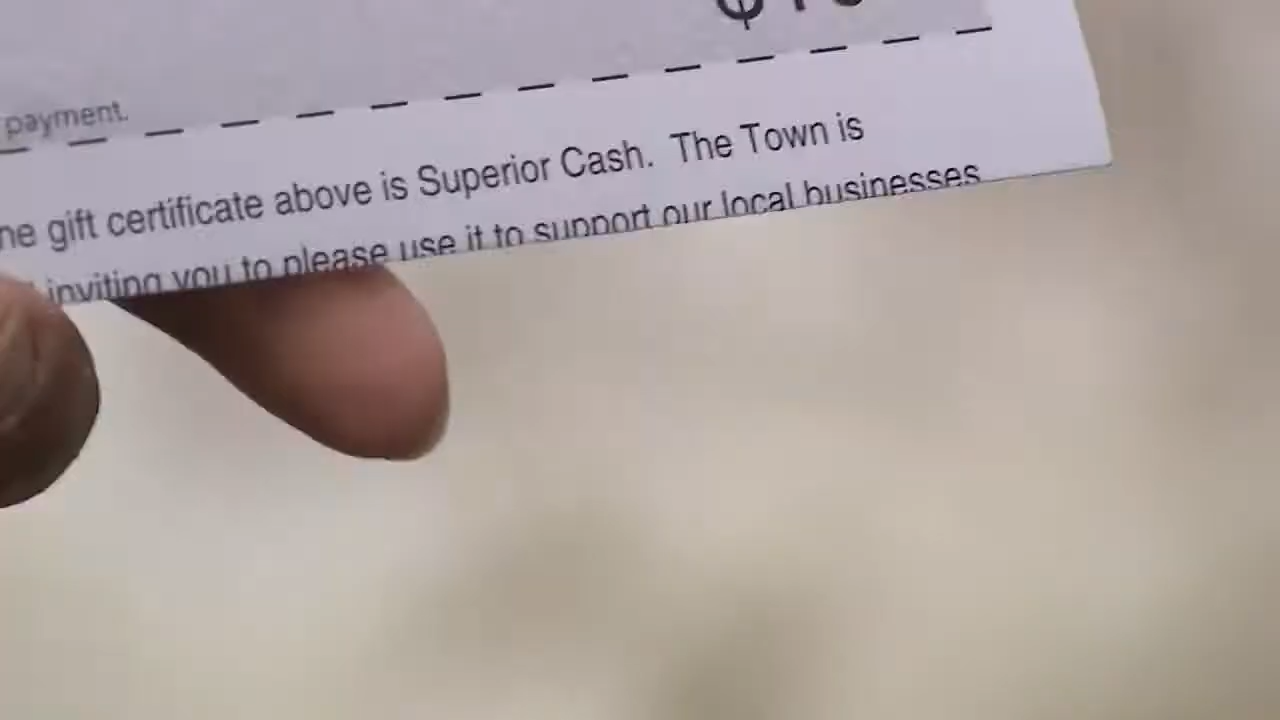 payment.
gift certificate above is Superior Cash. The Town is
inviting you to please use it to support our local businesses